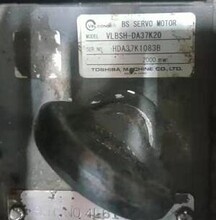 BS SERVO MOTOR
MODEL VLBSH-DA37K20
SER.NO. HDA37K1083B
2000 min
TOSHIBA MACHINE CO., LTD.